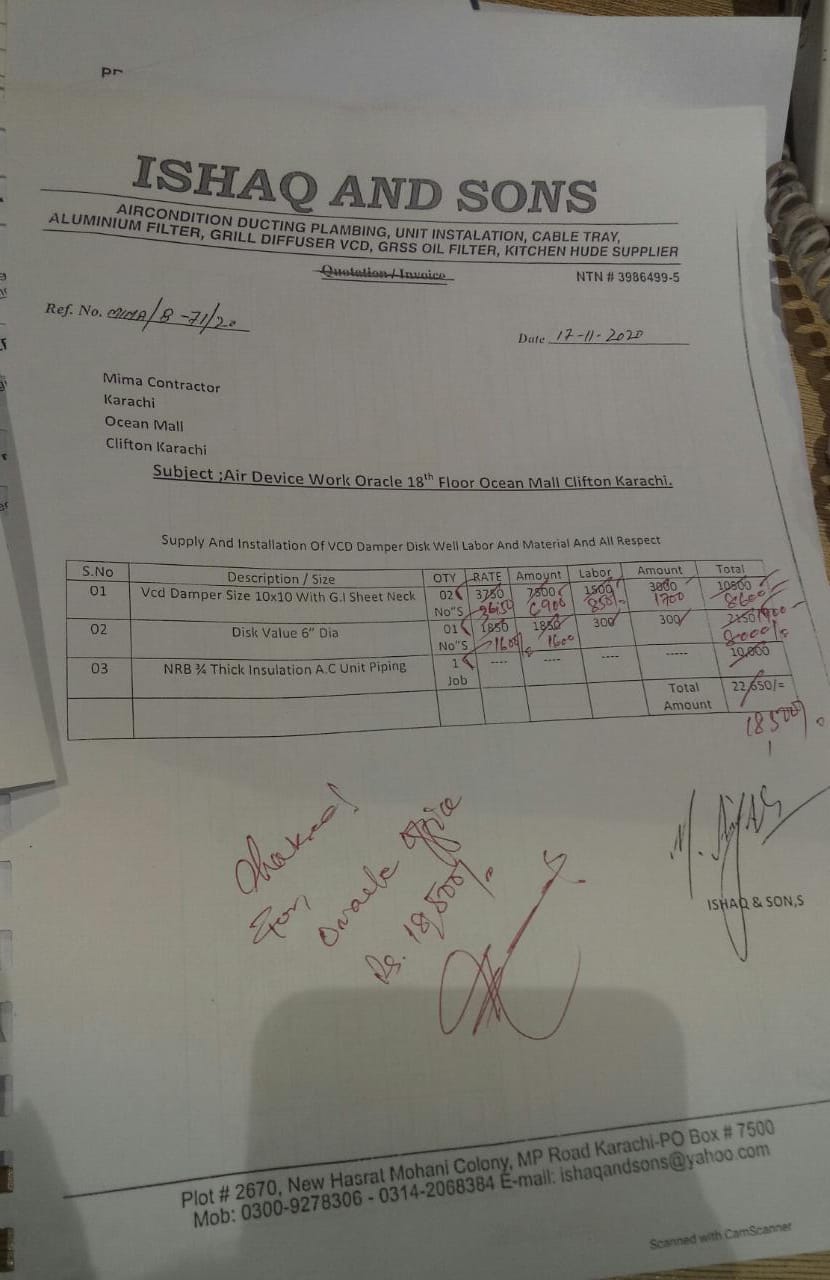 ISHAQ AND SONS
AIRCONDITION DUCTING PLAMBING, UNIT INSTALATION, CABLE TRAY,
ALUMINIUM FILTER, GRILL DIFFUSER VCD, GRSS OIL FILTER, KITCHEN HUDE SUPPLIER
Quotation / Invoice
NTN # 3986499-5
Ref. No. MIMA/8-71/20
Date 17-11-2020
Mima Contractor
Karachi
Ocean Mall
Clifton Karachi
Subject ;Air Device Work Oracle 18th Floor Ocean Mall Clifton Karachi.
Supply And Installation Of VCD Damper Disk Well Labor And Material And All Respect
S.No Description / Size QTY RATE Amount Labor Amount Total
01 Vcd Damper Size 10x10 With G.I Sheet Neck 02 3750 7500 1500 3000 10800
No"S 6900 850/- 1700 8600/-
02 Disk Value 6" Dia 01 1850 1850 300 300 2150 1900
No"S 1600 1600 8000/-
03 NRB ¾ Thick Insulation A.C Unit Piping 1 ---- ---- ---- ----- 10,000
Job
Total 22,650/=
Amount
18500/.
For,
Oracle Office
Rs. 18,500/.
ISHAQ & SON,S
Plot # 2670, New Hasrat Mohani Colony, MP Road Karachi-PO Box # 7500
Mob: 0300-9278306 - 0314-2068384 E-mail: ishaqandsons@yahoo.com
Scanned with CamScanner